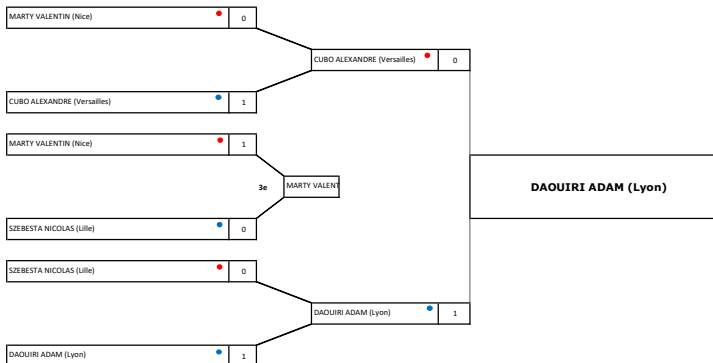 MARTY VALENTIN (Nice) 0
CUBO ALEXANDRE (Versailles) 0
CUBO ALEXANDRE (Versailles) 1
MARTY VALENTIN (Nice) 1
3e MARTY VALENT
DAOUIRI ADAM (Lyon)
SZEBESTA NICOLAS (Lille) 0
SZEBESTA NICOLAS (Lille) 0
DAOUIRI ADAM (Lyon) 1
DAOUIRI ADAM (Lyon) 1